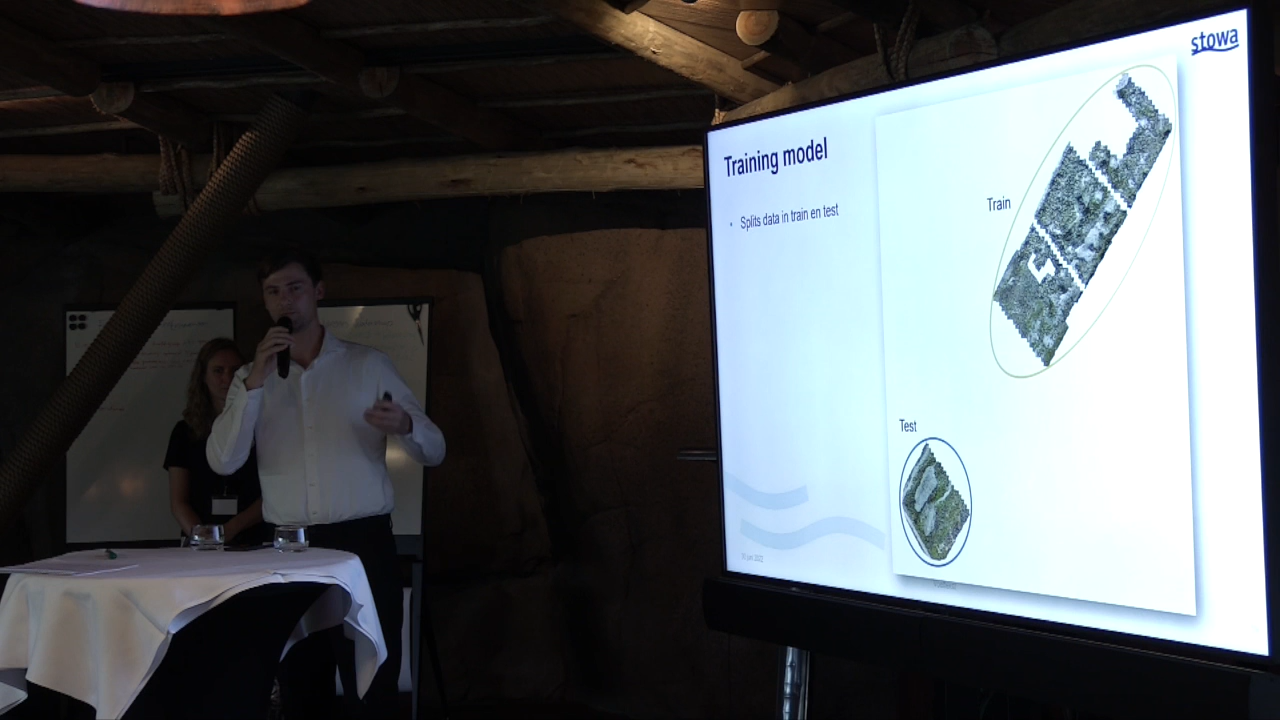 stowa
Training model
• Splits data in train en test
Train
Test